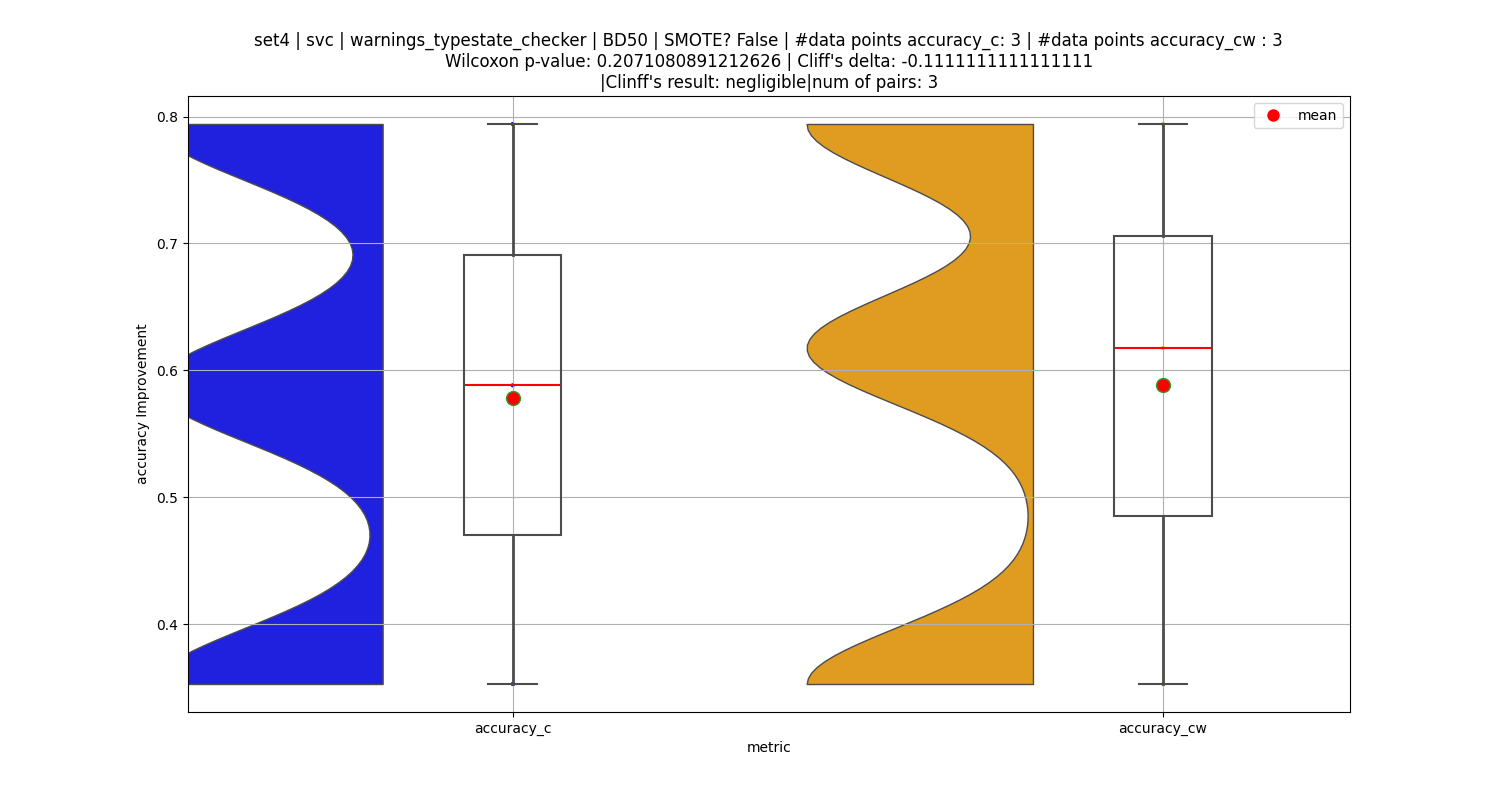 set4 | svc | warnings_typestate_checker | BD50 | SMOTE? False | #data points accuracy_c: 3 | #data points accuracy_cw : 3
Wilcoxon p-value: 0.2071080891212626 | Cliff's delta: -0.1111111111111111
|Clinff's result: negligible|num of pairs: 3
mean
0.8
0.7
0.6
0.5
0.4
accuracy Improvement
accuracy_c
accuracy_cw
metric